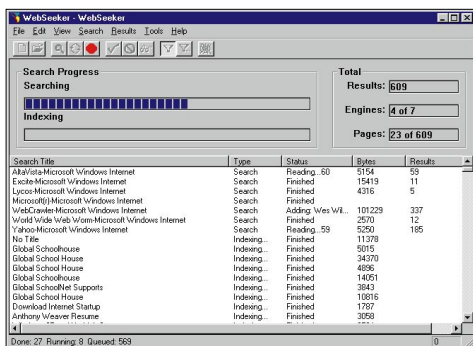 WebSeeker - WebSeeker
File Edit View Search Results Tools Help
Search Progress
Searching
Indexing
Total
Results: 609
Engines: 4 of 7
Pages: 23 of 609
Search Title Type Status Bytes Results
AltaVista-Microsoft Windows Internet Search Reading...60 5154 59
Excite-Microsoft Windows Internet Search Finished 15419 11
Lycos-Microsoft Windows Internet Search Finished 4316 5
Microsoft(r)-Microsoft Windows Internet Search Finished
WebCrawler-Microsoft Windows Internet Search Adding: Wes Wil... 101229 337
World Wide Web Worm-Microsoft Windows Internet Search Finished 2570 12
Yahoo-Microsoft Windows Internet Search Reading...59 5250 185
No Title Indexing... Finished 11378
Global Schoolhouse Indexing... Finished 5015
Global School House Indexing... Finished 34370
Global School House Indexing... Finished 4896
Global Schoolhouse Indexing... Finished 14051
Global SchoolNet Supports Indexing... Finished 3843
Global School House Indexing... Finished 10816
Download Internet Startup Indexing... Finished 1787
Anthony Weaver Resume Indexing... Finished 3058
Done: 27 Running: 8 Queued: 569 0